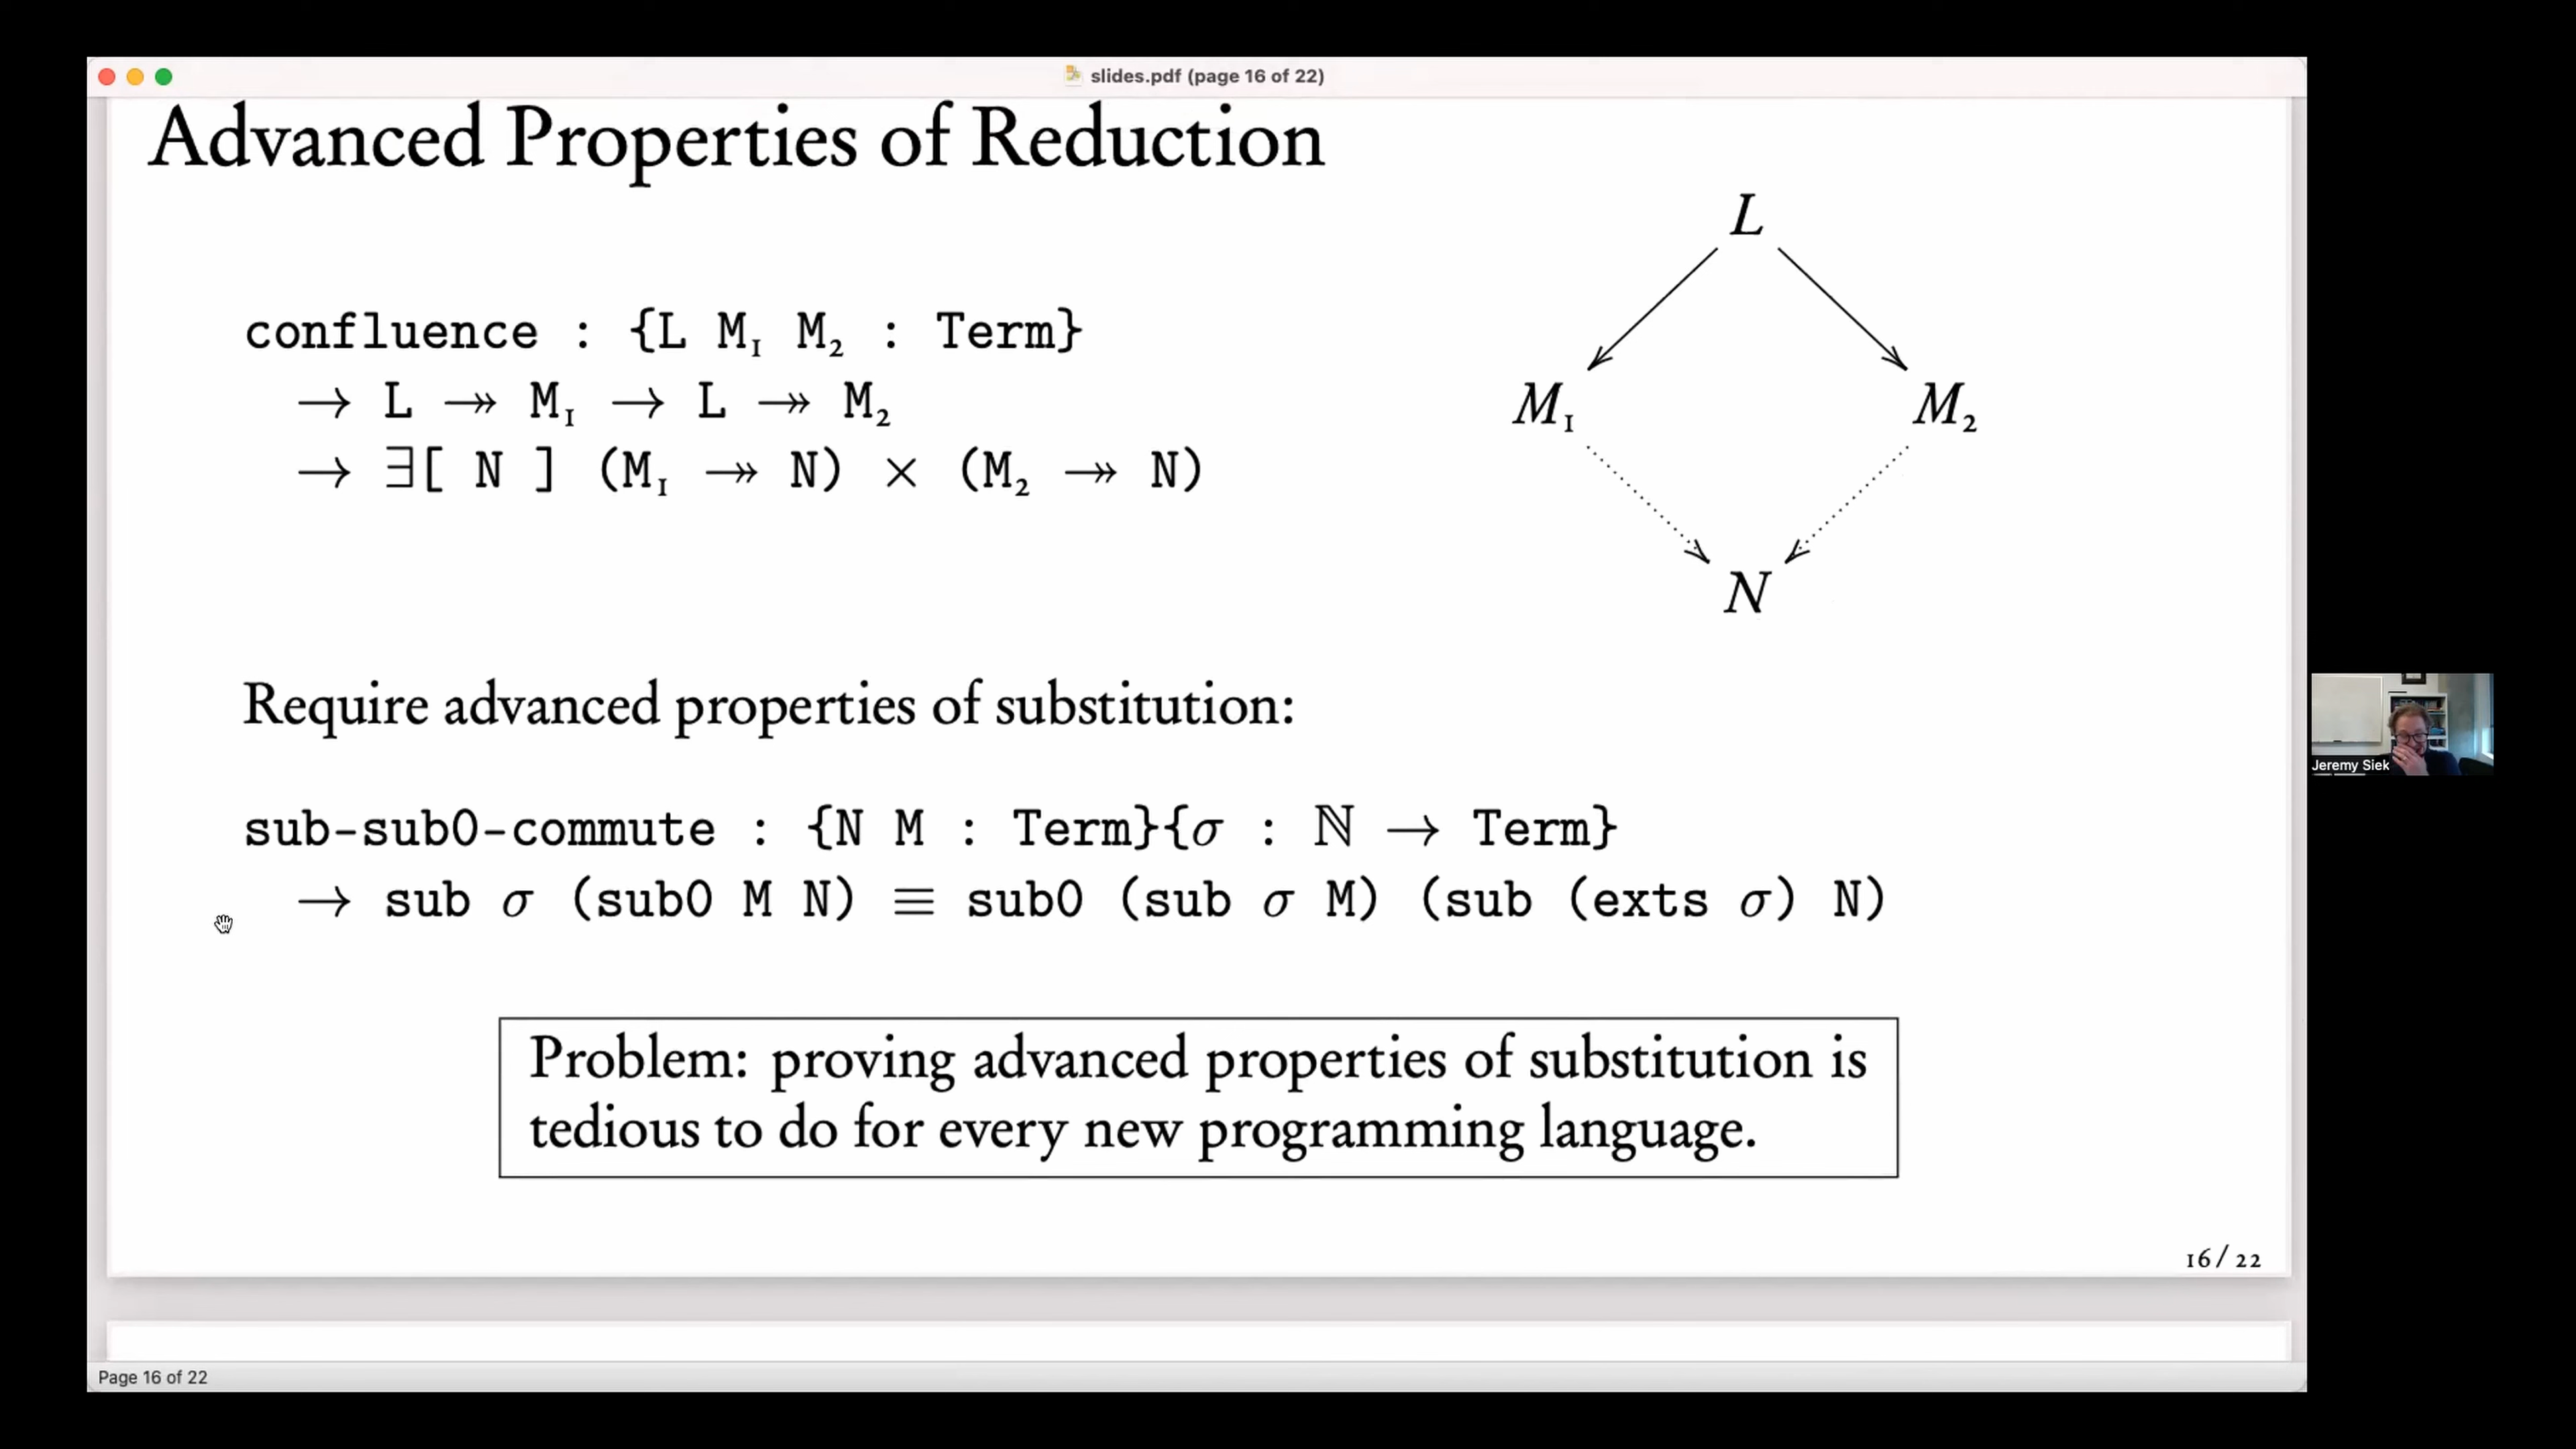 slides.pdf (page 16 of 22)
Advanced Properties of Reduction
L
M₁ M₂
N
confluence : {L M₁ M₂ : Term}
→ L ↠ M₁ → L ↠ M₂
→ ∃[ N ] (M₁ ↠ N) × (M₂ ↠ N)
Require advanced properties of substitution:
sub-sub0-commute : {N M : Term}{σ : ℕ → Term}
→ sub σ (sub0 M N) ≡ sub0 (sub σ M) (sub (exts σ) N)
Problem: proving advanced properties of substitution is
tedious to do for every new programming language.
16/22
Page 16 of 22
Jeremy Siek